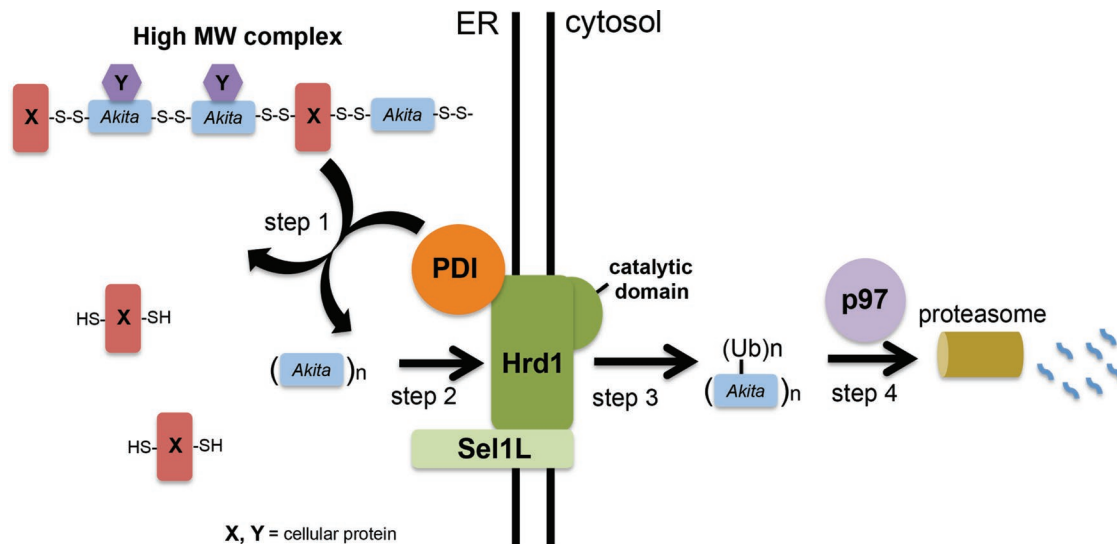 ER cytosol
High MW complex
Y Y
X -S-S- Akita -S-S- Akita -S-S- X -S-S- Akita -S-S-
step 1
PDI
catalytic
domain
p97
proteasome
HS- X -SH
(Akita)n
step 2
Hrd1
step 3
(Ub)n
(Akita)n
step 4
HS- X -SH
Sel1L
X, Y = cellular protein